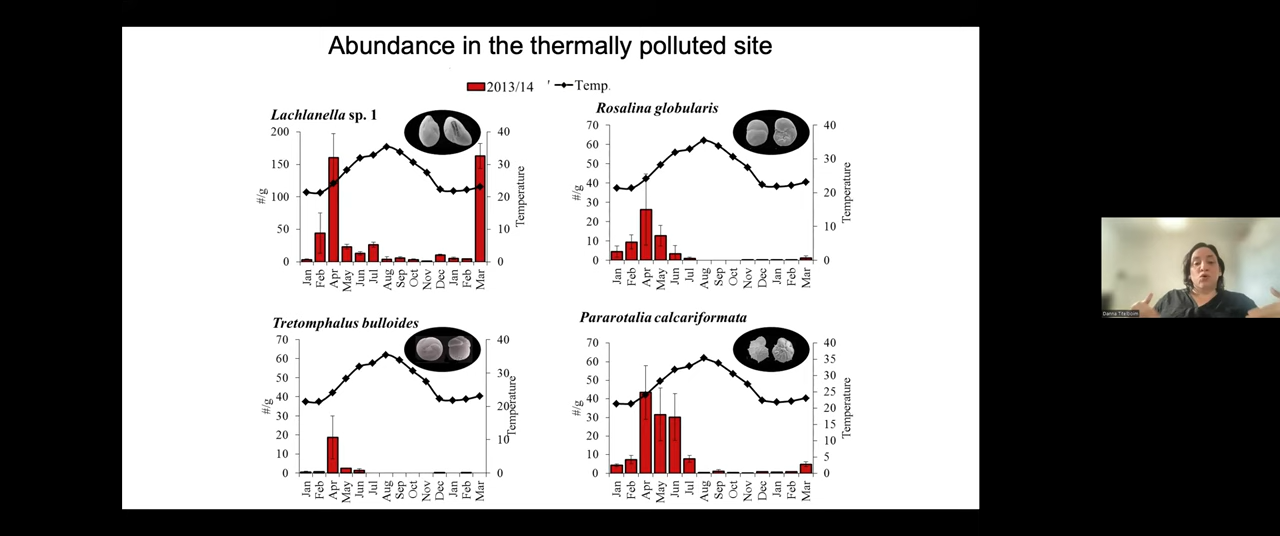 Abundance in the thermally polluted site
2013/14 Temp.
Lachlanella sp. 1
200
150
100
50
0
#/g
40
30
20
10
0
Temperature
Jan Feb Apr May Jun Jul Aug Sep Oct Nov Dec Jan Feb Mar
Rosalina globularis
70
60
50
40
30
20
10
0
#/g
40
30
20
10
0
Temperature
Jan Feb Apr May Jun Jul Aug Sep Oct Nov Dec Jan Feb Mar
Tretomphalus bulloides
70
60
50
40
30
20
10
0
#/g
40
30
20
10
0
Temperature
Jan Feb Apr May Jun Jul Aug Sep Oct Nov Dec Jan Feb Mar
Pararotalia calcariformata
70
60
50
40
30
20
10
0
#/g
40
35
30
25
20
15
10
5
0
Temperature
Jan Feb Apr May Jun Jul Aug Sep Oct Nov Dec Jan Feb Mar